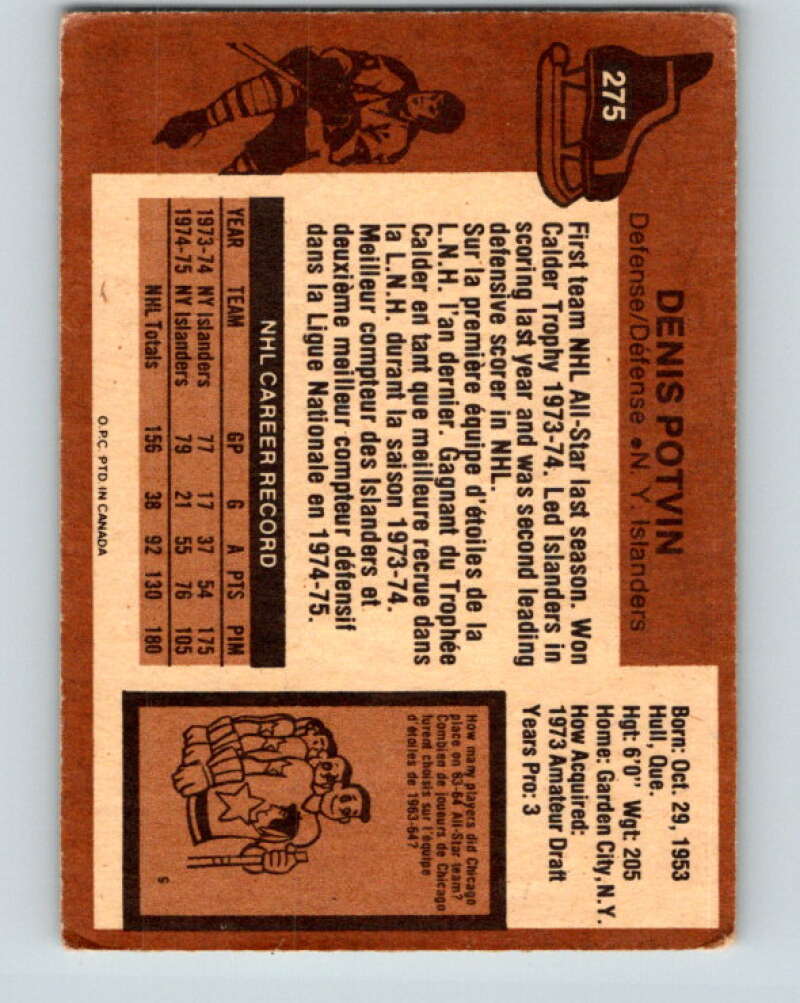 275
DENIS POTVIN
Defense/Defense • N. Y. Islanders
First team NHL All-Star last season. Won
Calder Trophy 1973-74. Led Islanders in
scoring last year and was second leading
defensive scorer in NHL.
Sur la première équipe d'étoiles de la
L.N.H. l'an dernier. Gagnant du Trophée
Calder en tant que meilleure recrue dans
la L.N.H. durant la saison 1973-74.
Meilleur compteur des Islanders et
deuxième meilleur compteur défensif
dans la Ligue Nationale en 1974-75.
NHL CAREER RECORD
YEAR TEAM GP G A PTS PIM
1973-74 NY Islanders 77 17 37 54 175
1974-75 NY Islanders 79 21 55 76 105
NHL Totals 156 38 92 130 180
O.P.C. PTD. IN CANADA
Born: Oct. 29, 1953
Hull, Que.
Hgt: 6'0" Wgt: 205
Home: Garden City, N.Y.
How Acquired:
1973 Amateur Draft
Years Pro: 3
How many players did Chicago
place on 63-64 All-Star team?
Combien de joueurs de Chicago
furent choisis sur l'équipe
d'étoiles de 1963-64?